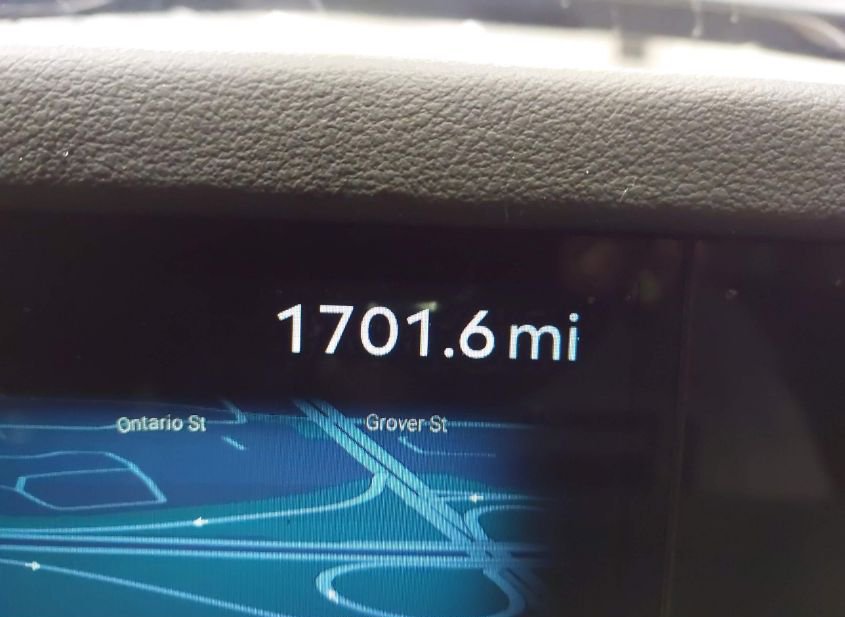 1701.6 mi
Ontario St
Grover St